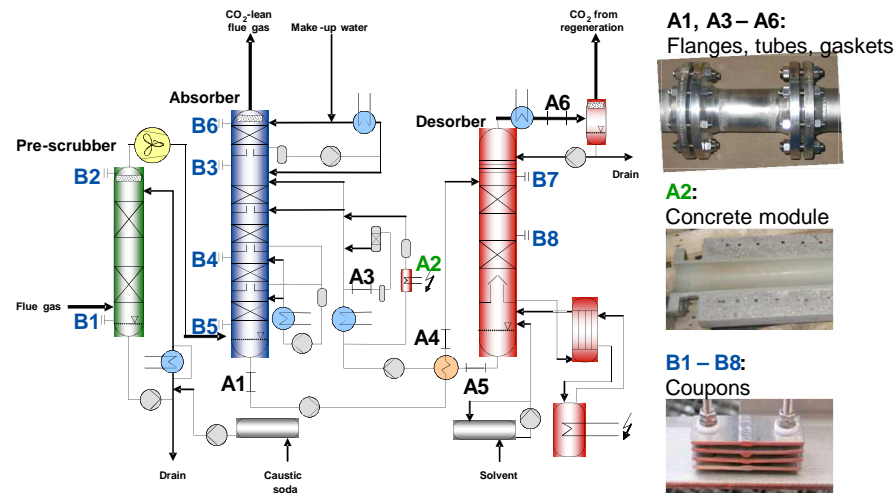 CO2-lean
flue gas
Make-up water
CO2 from
regeneration
A1, A3 – A6:
Flanges, tubes, gaskets
Absorber
A6
B6
Desorber
Pre-scrubber
B3
Drain
B2
B7
A2:
Concrete module
B8
B4
A2
A3
Flue gas
B1
B5
A4
A1
A5
B1 – B8:
Coupons
Drain
Caustic
soda
Solvent